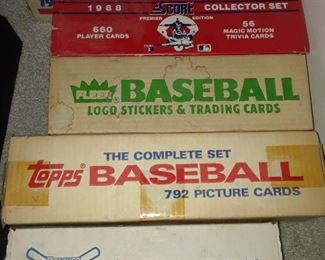 19
1988
SCORE
COLLECTOR SET
PREMIER EDITION
660
PLAYER CARDS
56
MAGIC MOTION
TRIVIA CARDS
FLEER
BASEBALL
LOGO STICKERS & TRADING CARDS
THE COMPLETE SET
Topps BASEBALL
792 PICTURE CARDS